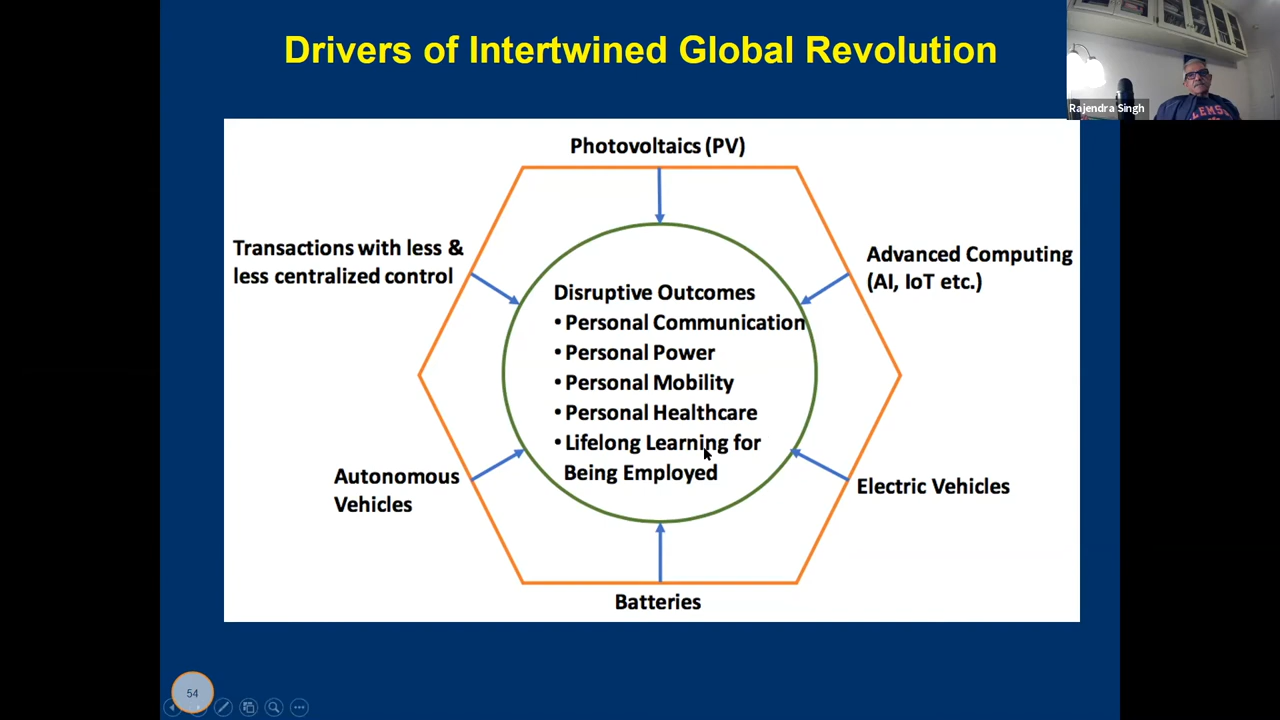 Drivers of Intertwined Global Revolution
Rajendra Singh
LEMS
Photovoltaics (PV)
Transactions with less &
less centralized control
Advanced Computing
(AI, IoT etc.)
Disruptive Outcomes
• Personal Communication
• Personal Power
• Personal Mobility
• Personal Healthcare
• Lifelong Learning for
Being Employed
Autonomous
Vehicles
Electric Vehicles
Batteries
54